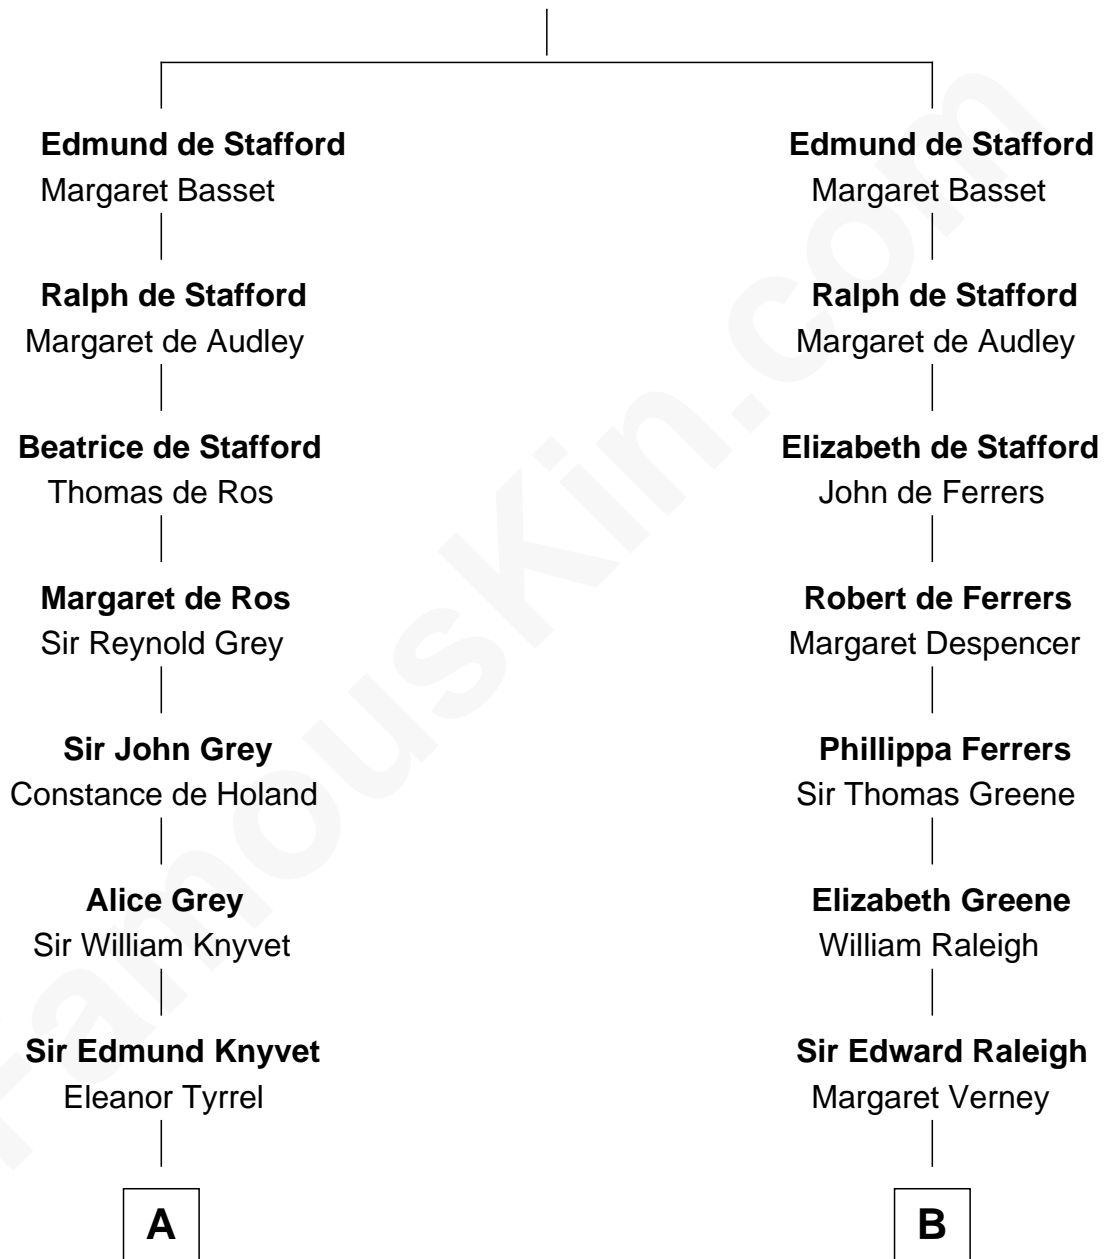 Edmund de Stafford
Margaret Basset
Ralph de Stafford
Margaret de Audley
Beatrice de Stafford
Thomas de Ros
Margaret de Ros
Sir Reynold Grey
Sir John Grey
Constance de Holand
Alice Grey
Sir William Knyvet
Sir Edmund Knyvet
Eleanor Tyrrel
A
Edmund de Stafford
Margaret Basset
Ralph de Stafford
Margaret de Audley
Elizabeth de Stafford
John de Ferrers
Robert de Ferrers
Margaret Despencer
Phillippa Ferrers
Sir Thomas Greene
Elizabeth Greene
William Raleigh
Sir Edward Raleigh
Margaret Verney
B
FamousKin.com